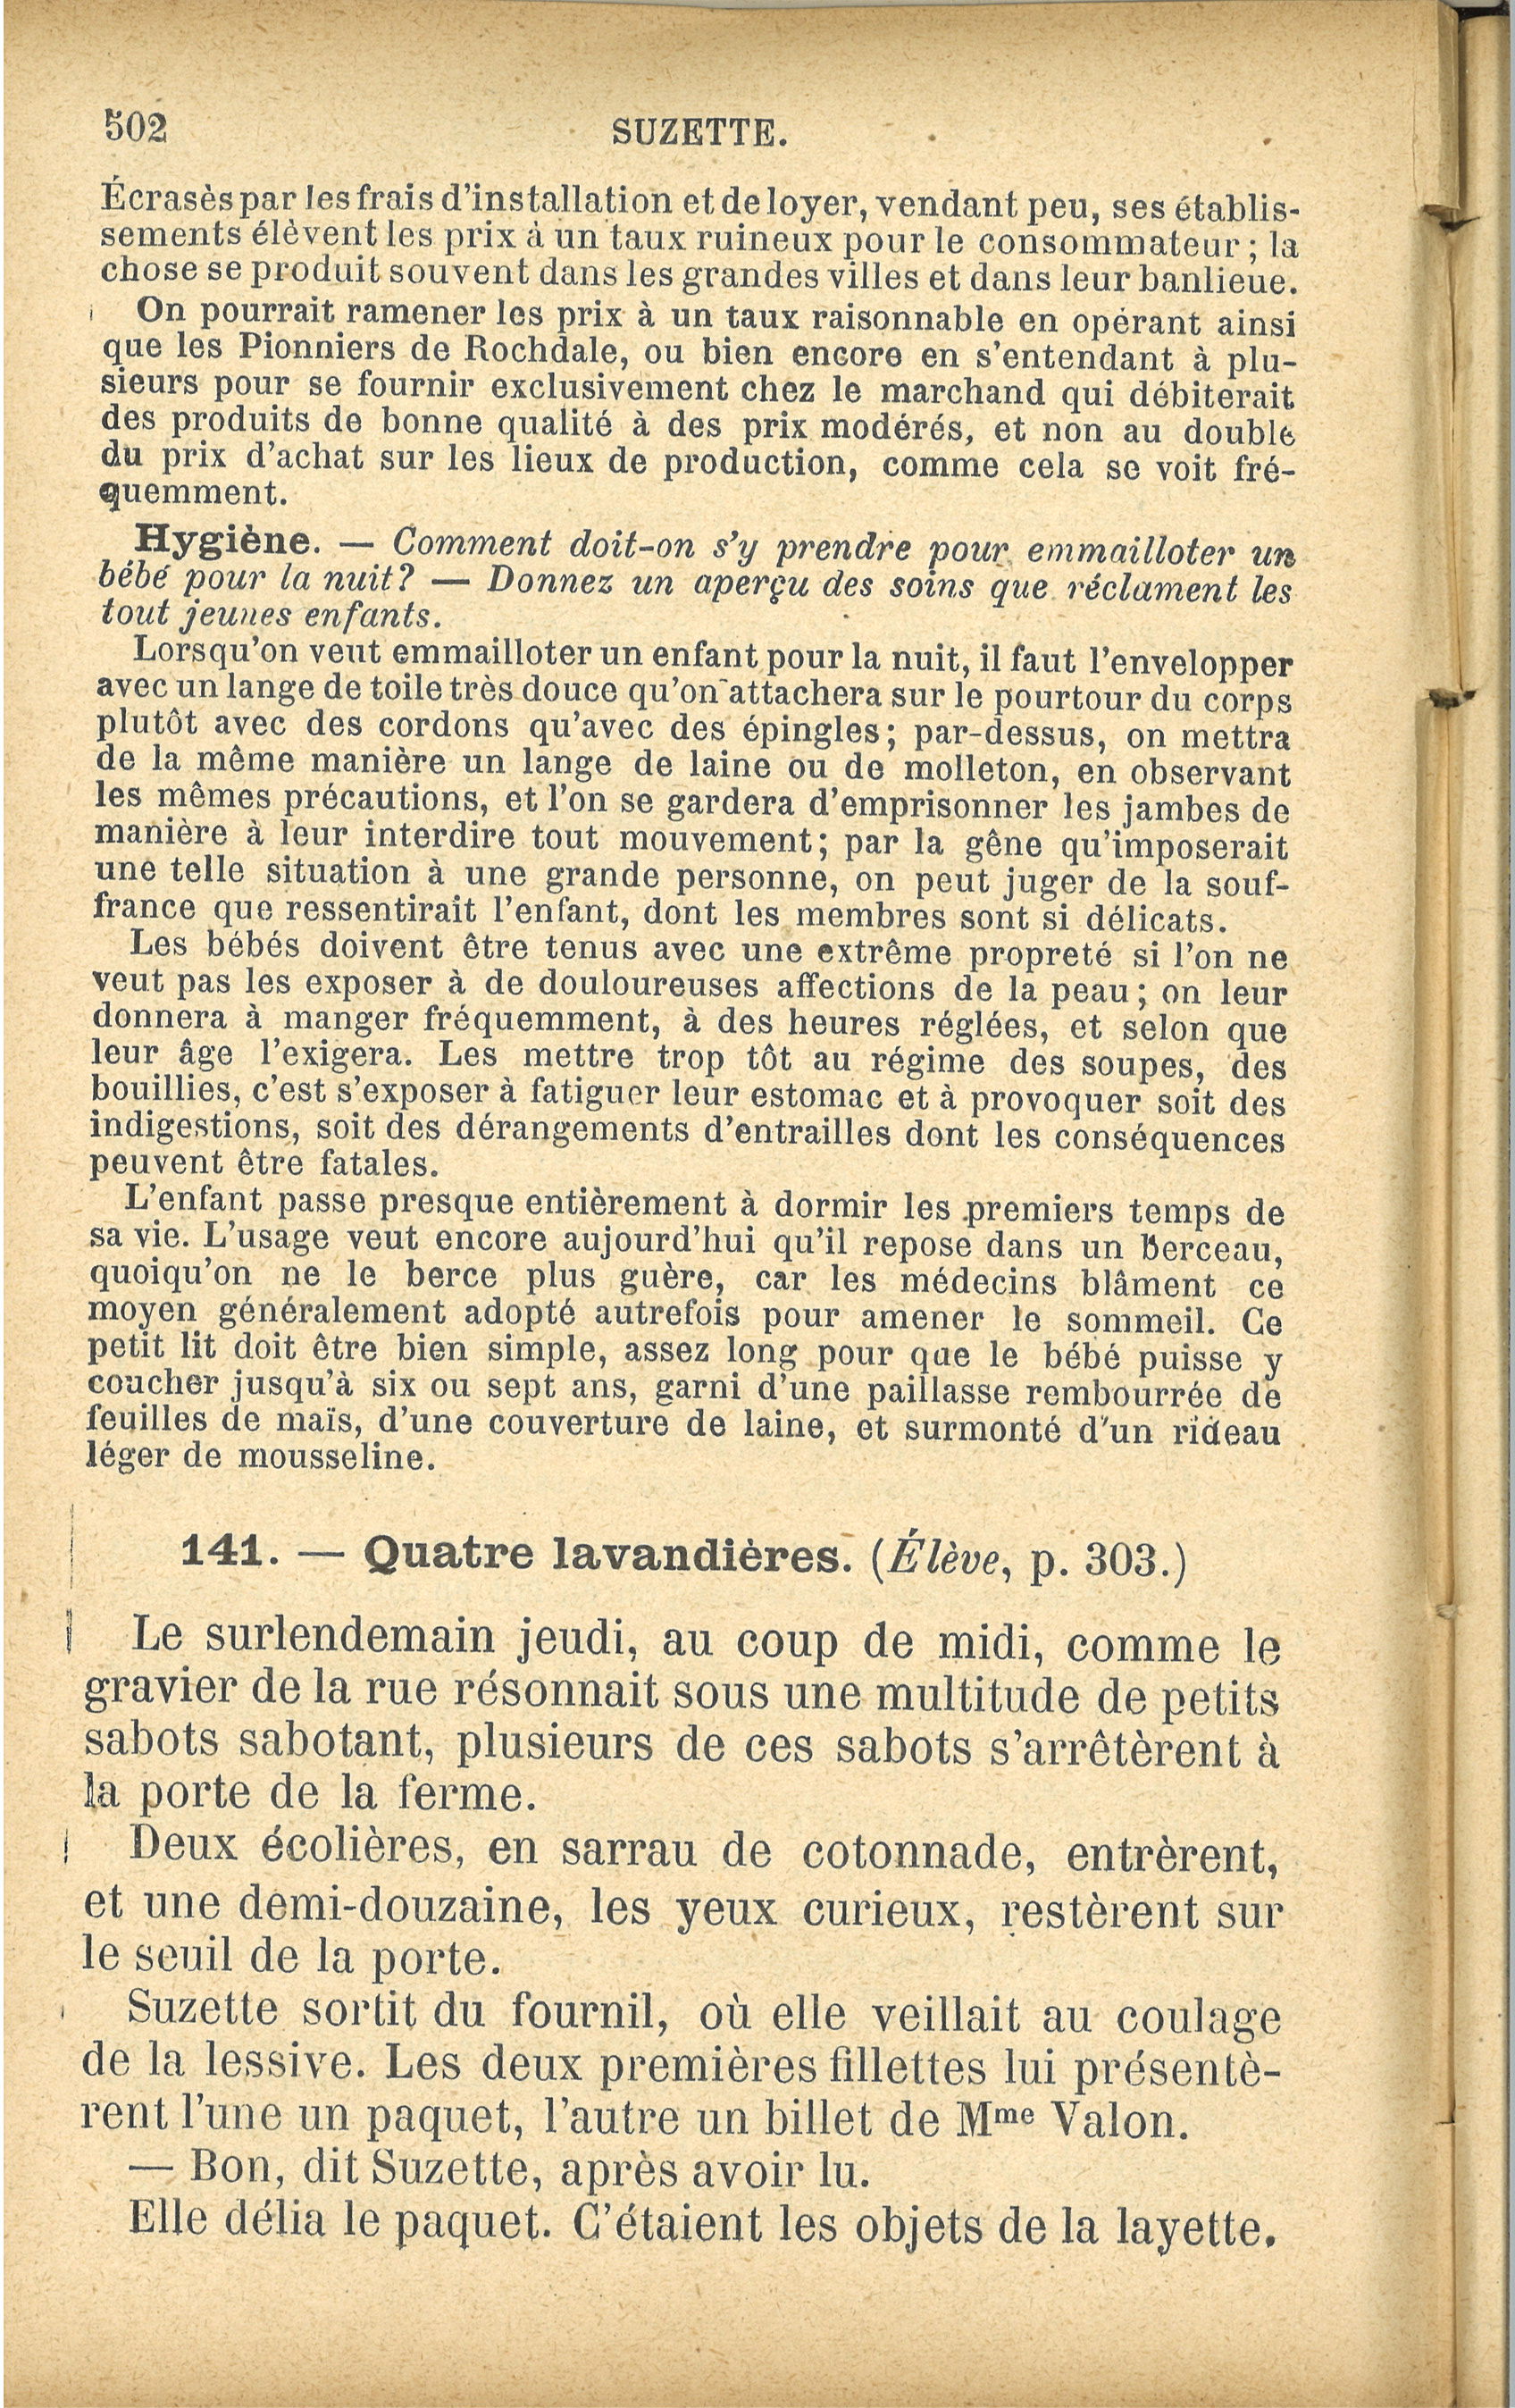 502 SUZETTE.
Écrasès par les frais d'installation et de loyer, vendant peu, ses établis-
sements élèvent les prix à un taux ruineux pour le consommateur ; la
chose se produit souvent dans les grandes villes et dans leur banlieue.
On pourrait ramener les prix à un taux raisonnable en opérant ainsi
que les Pionniers de Rochdale, ou bien encore en s'entendant à plu-
sieurs pour se fournir exclusivement chez le marchand qui débiterait
des produits de bonne qualité à des prix modérés, et non au double
du prix d'achat sur les lieux de production, comme cela se voit fré-
quemment.
Hygiène. — Comment doit-on s'y prendre pour emmailloter un
bébé pour la nuit? — Donnez un aperçu des soins que réclament les
tout jeunes enfants.
Lorsqu'on veut emmailloter un enfant pour la nuit, il faut l'envelopper
avec un lange de toile très douce qu'on attachera sur le pourtour du corps
plutôt avec des cordons qu'avec des épingles; par-dessus, on mettra
de la même manière un lange de laine ou de molleton, en observant
les mêmes précautions, et l'on se gardera d'emprisonner les jambes de
manière à leur interdire tout mouvement; par la gêne qu'imposerait
une telle situation à une grande personne, on peut juger de la souf-
france que ressentirait l'enfant, dont les membres sont si délicats.
Les bébés doivent être tenus avec une extrême propreté si l'on ne
veut pas les exposer à de douloureuses affections de la peau; on leur
donnera à manger fréquemment, à des heures réglées, et selon que
leur âge l'exigera. Les mettre trop tôt au régime des soupes, des
bouillies, c'est s'exposer à fatiguer leur estomac et à provoquer soit des
indigestions, soit des dérangements d'entrailles dont les conséquences
peuvent être fatales.
L'enfant passe presque entièrement à dormir les premiers temps de
sa vie. L'usage veut encore aujourd'hui qu'il repose dans un berceau,
quoiqu'on ne le berce plus guère, car les médecins blâment ce
moyen généralement adopté autrefois pour amener le sommeil. Ce
petit lit doit être bien simple, assez long pour que le bébé puisse y
coucher jusqu'à six ou sept ans, garni d'une paillasse rembourrée de
feuilles de maïs, d'une couverture de laine, et surmonté d'un rideau
léger de mousseline.
141. — Quatre lavandières. (Élève, p. 303.)
Le surlendemain jeudi, au coup de midi, comme le
gravier de la rue résonnait sous une multitude de petits
sabots sabotant, plusieurs de ces sabots s'arrêtèrent à
la porte de la ferme.
Deux écolières, en sarrau de cotonnade, entrèrent,
et une demi-douzaine, les yeux curieux, restèrent sur
le seuil de la porte.
Suzette sortit du fournil, où elle veillait au coulage
de la lessive. Les deux premières fillettes lui présentè-
rent l'une un paquet, l'autre un billet de Mme Valon.
— Bon, dit Suzette, après avoir lu.
Elle délia le paquet. C'étaient les objets de la layette.